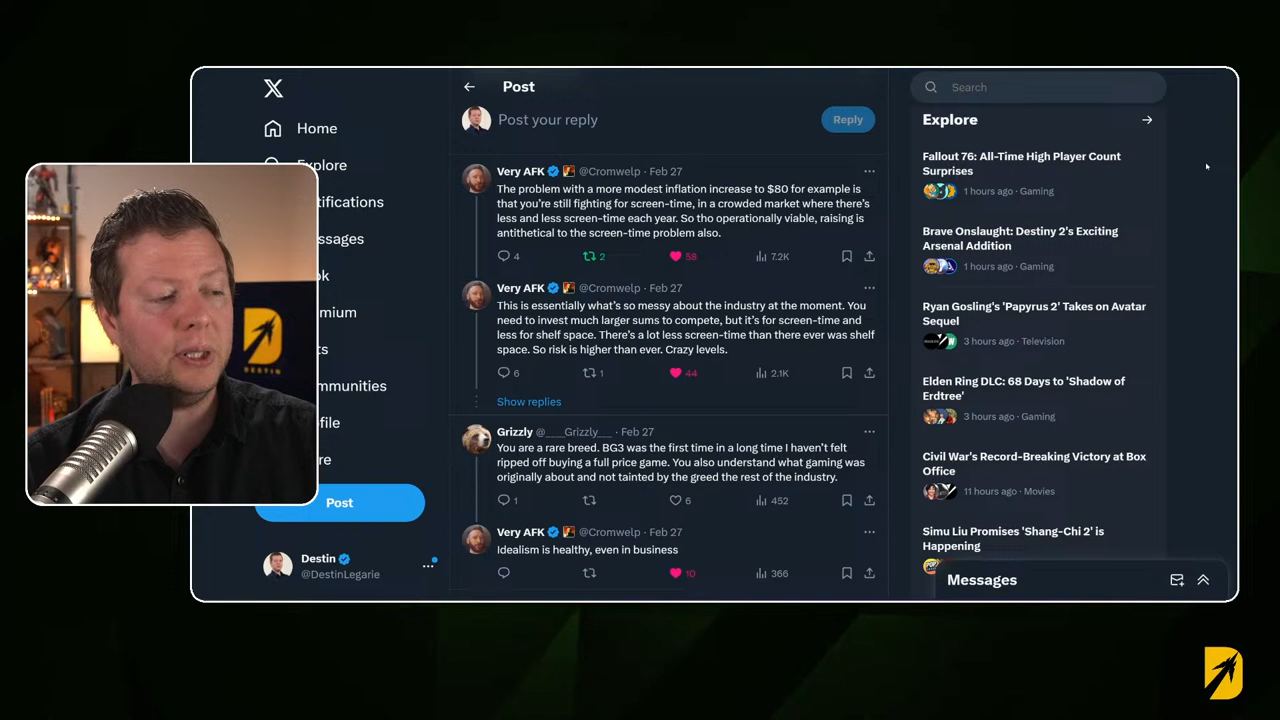 X
Home
Explore
tifications
ssages
k
mium
ts
mmunities
file
re
Post
Destin
@DestinLegarie
Post
Post your reply
Reply
Very AFK @Cromwelp · Feb 27
The problem with a more modest inflation increase to $80 for example is
that you're still fighting for screen-time, in a crowded market where there's
less and less screen-time each year. So tho operationally viable, raising is
antithetical to the screen-time problem also.
4 2 58 7.2K
Very AFK @Cromwelp · Feb 27
This is essentially what's so messy about the industry at the moment. You
need to invest much larger sums to compete, but it's for screen-time and
less for shelf space. There's a lot less screen-time than there ever was shelf
space. So risk is higher than ever. Crazy levels.
6 1 44 2.1K
Show replies
Grizzly @___Grizzly__ · Feb 27
You are a rare breed. BG3 was the first time in a long time I haven't felt
ripped off buying a full price game. You also understand what gaming was
originally about and not tainted by the greed the rest of the industry.
1 6 452
Very AFK @Cromwelp · Feb 27
Idealism is healthy, even in business
10 366
Search
Explore
Fallout 76: All-Time High Player Count
Surprises
1 hours ago · Gaming
Brave Onslaught: Destiny 2's Exciting
Arsenal Addition
1 hours ago · Gaming
Ryan Gosling's 'Papyrus 2' Takes on Avatar
Sequel
3 hours ago · Television
Elden Ring DLC: 68 Days to 'Shadow of
Erdtree'
3 hours ago · Gaming
Civil War's Record-Breaking Victory at Box
Office
11 hours ago · Movies
Simu Liu Promises 'Shang-Chi 2' is
Happening
Messages
DESTIN